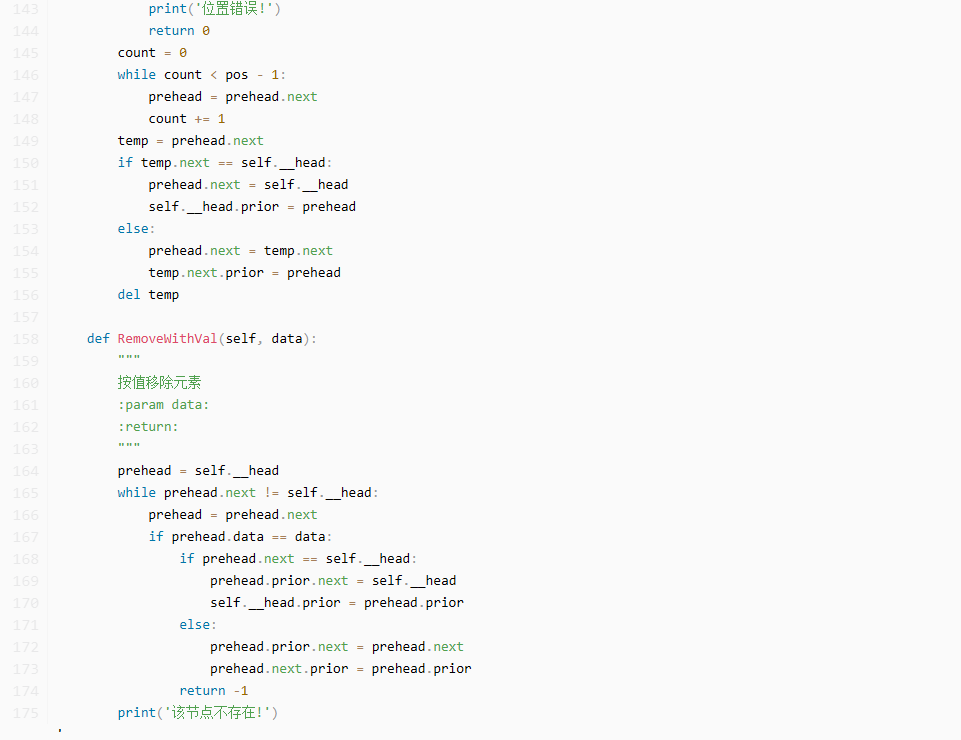 143             print('位置错误!')
144             return 0
145         count = 0
146         while count < pos - 1:
147             prehead = prehead.next
148             count += 1
149         temp = prehead.next
150         if temp.next == self.__head:
151             prehead.next = self.__head
152             self.__head.prior = prehead
153         else:
154             prehead.next = temp.next
155             temp.next.prior = prehead
156         del temp
157
158     def RemoveWithVal(self, data):
159         """
160         按值移除元素
161         :param data:
162         :return:
163         """
164         prehead = self.__head
165         while prehead.next != self.__head:
166             prehead = prehead.next
167             if prehead.data == data:
168                 if prehead.next == self.__head:
169                     prehead.prior.next = self.__head
170                     self.__head.prior = prehead.prior
171                 else:
172                     prehead.prior.next = prehead.next
173                     prehead.next.prior = prehead.prior
174                 return -1
175         print('该节点不存在!')